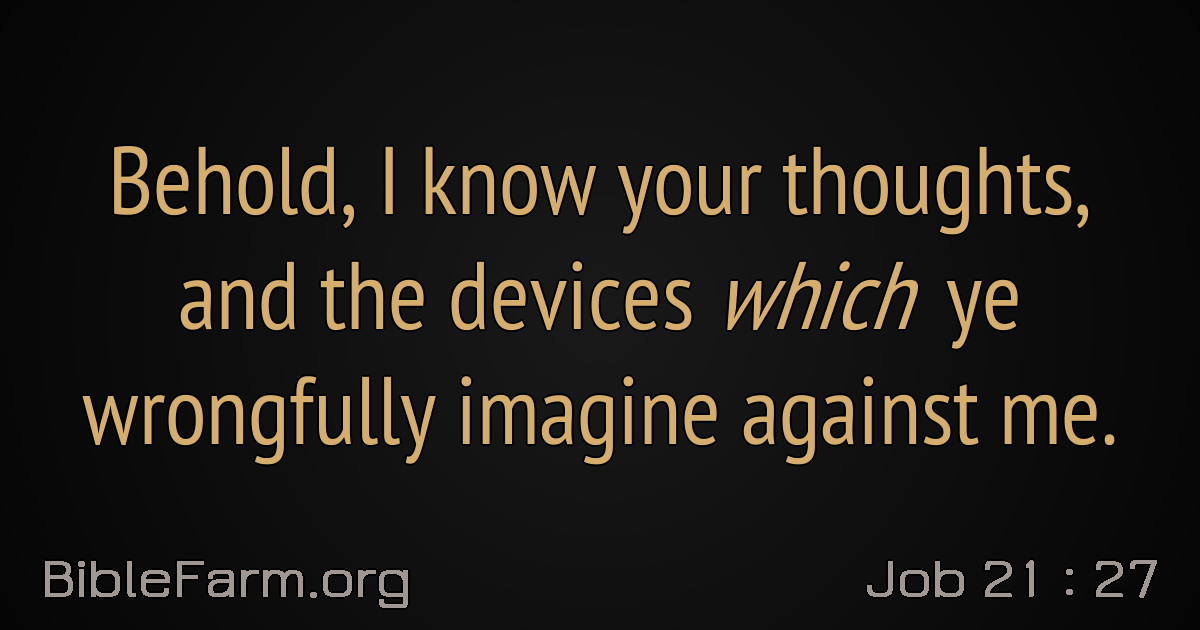 Behold, I know your thoughts,
and the devices which ye
wrongfully imagine against me.
BibleFarm.org
Job 21 : 27